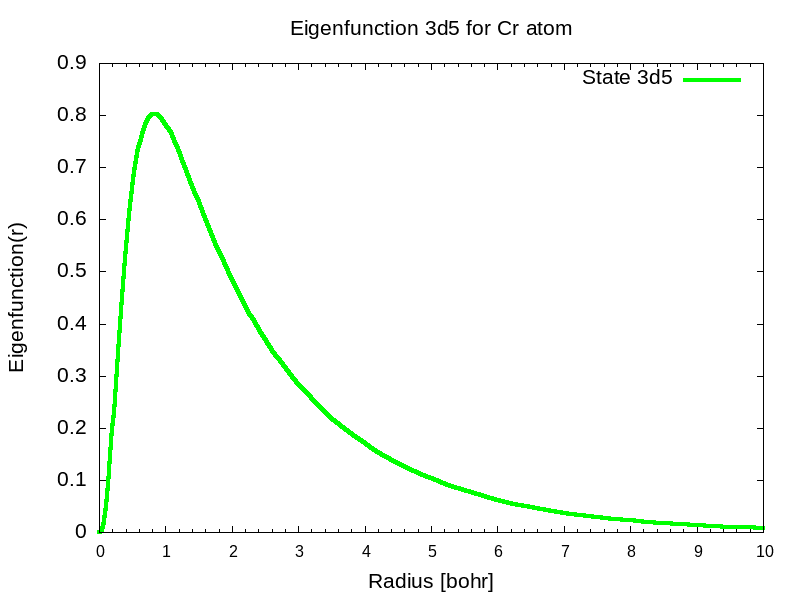 Eigenfunction 3d5 for Cr atom
State 3d5
0.9
0.8
0.7
0.6
0.5
0.4
0.3
0.2
0.1
0
Eigenfunction(r)
0 1 2 3 4 5 6 7 8 9 10
Radius [bohr]